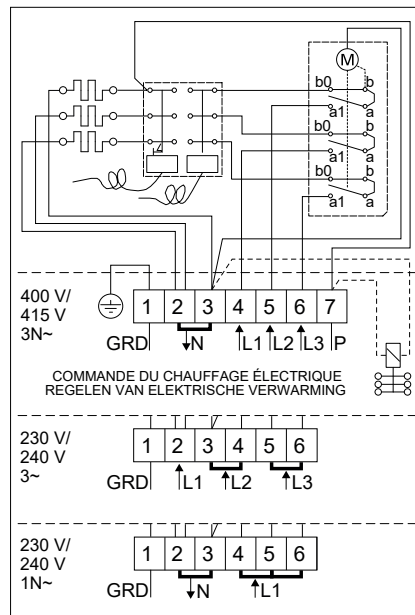 M
b0 b
a1 a
b0 b
a1 a
b0 b
a1 a
400 V/
415 V
3N~
1 2 3 4 5 6 7
GRD N L1 L2 L3 P
COMMANDE DU CHAUFFAGE ÉLECTRIQUE
REGELEN VAN ELEKTRISCHE VERWARMING
230 V/
240 V
3~
1 2 3 4 5 6
GRD L1 L2 L3
230 V/
240 V
1N~
1 2 3 4 5 6
GRD N L1